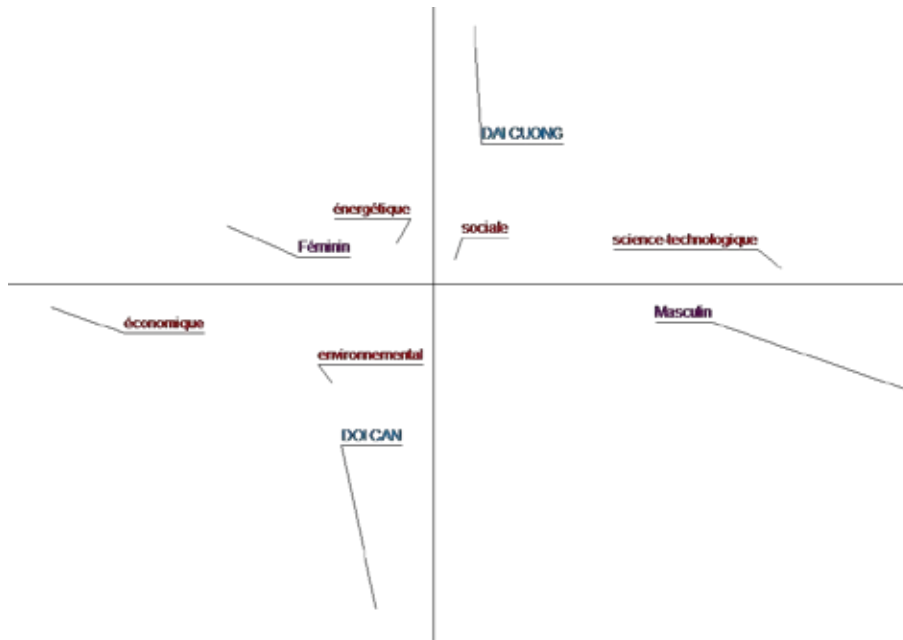 DAI CUONG
énergétique
sociale
science-technologique
Féminin
Masculin
économique
environnemental
DOI CAN